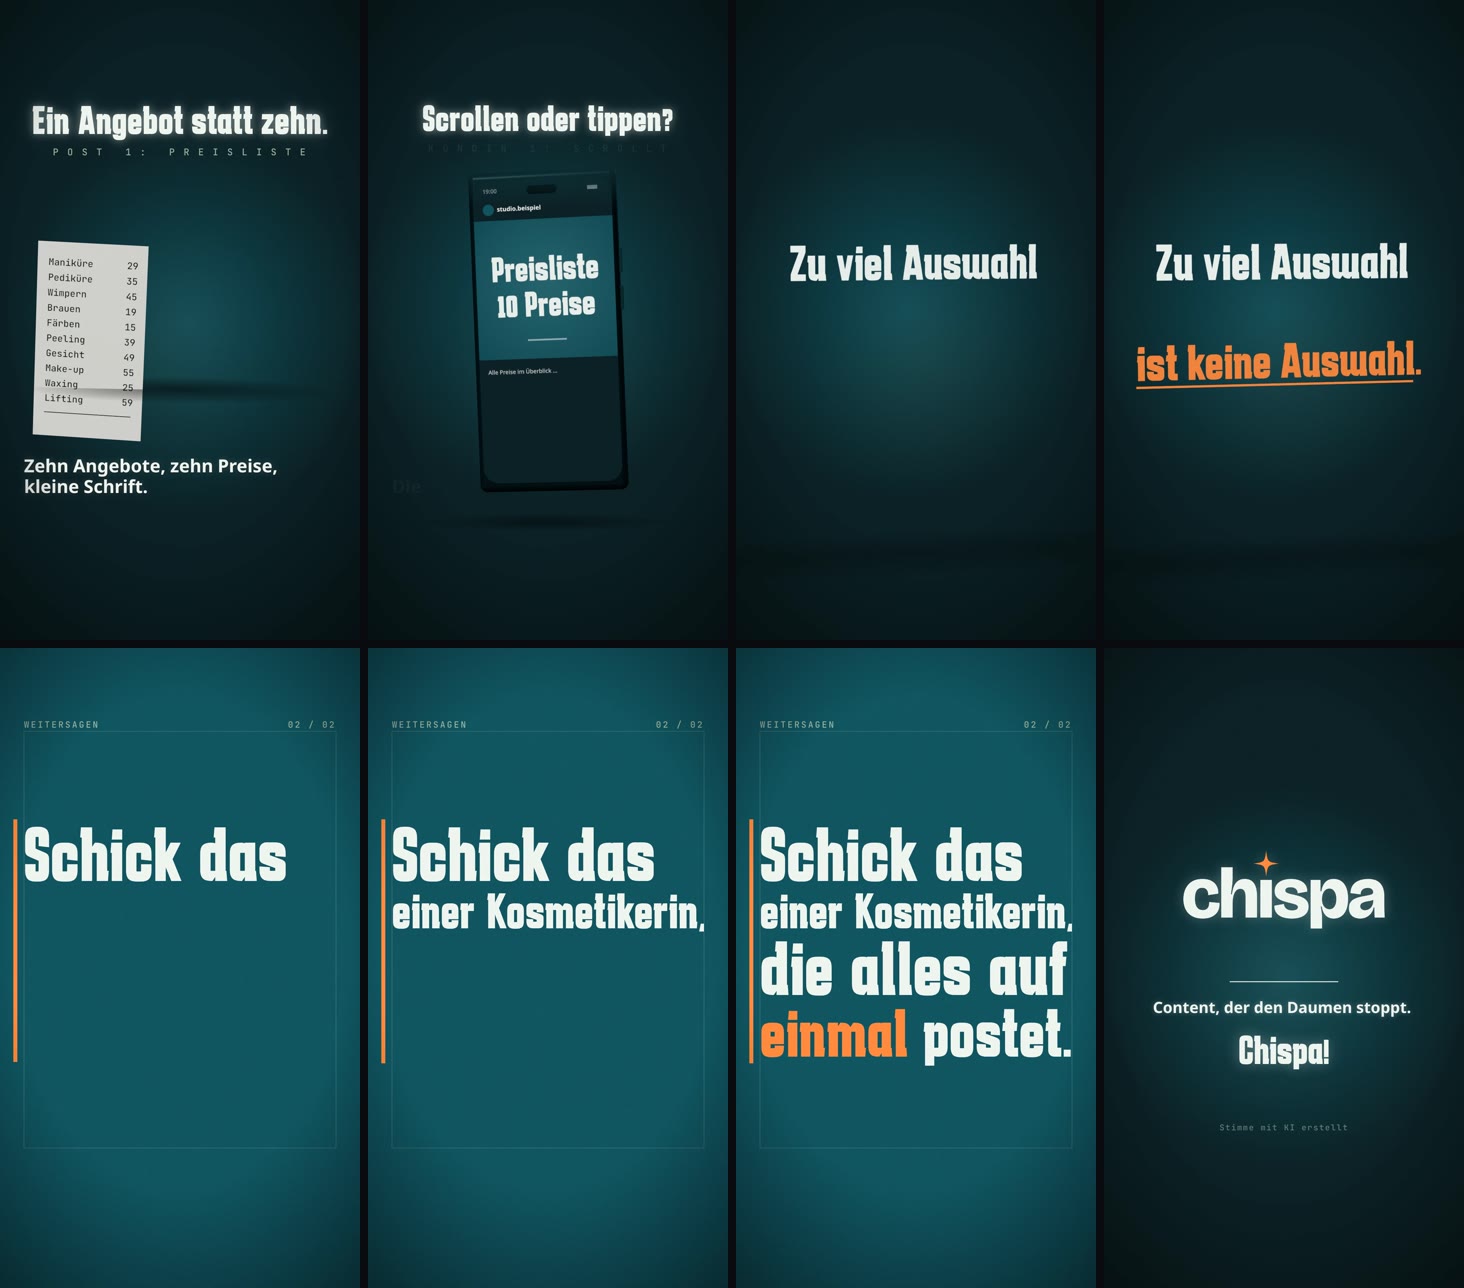 Ein Angebot statt zehn.
POST 1: PREISLISTE
Maniküre 29
Pediküre 35
Wimpern 45
Brauen 19
Färben 15
Peeling 39
Gesicht 49
Make-up 55
Waxing 25
Lifting 59
Zehn Angebote, zehn Preise,
kleine Schrift.
Scrollen oder tippen?
KUNDIN 1: SCROLLT
19:00
studio.beispiel
Preisliste
10 Preise
Alle Preise im Überblick ...
Die
Zu viel Auswahl
Zu viel Auswahl
ist keine Auswahl.
WEITERSAGEN 02 / 02
Schick das
WEITERSAGEN 02 / 02
Schick das
einer Kosmetikerin,
WEITERSAGEN 02 / 02
Schick das
einer Kosmetikerin,
die alles auf
einmal postet.
chispa
Content, der den Daumen stoppt.
Chispa!
Stimme mit KI erstellt